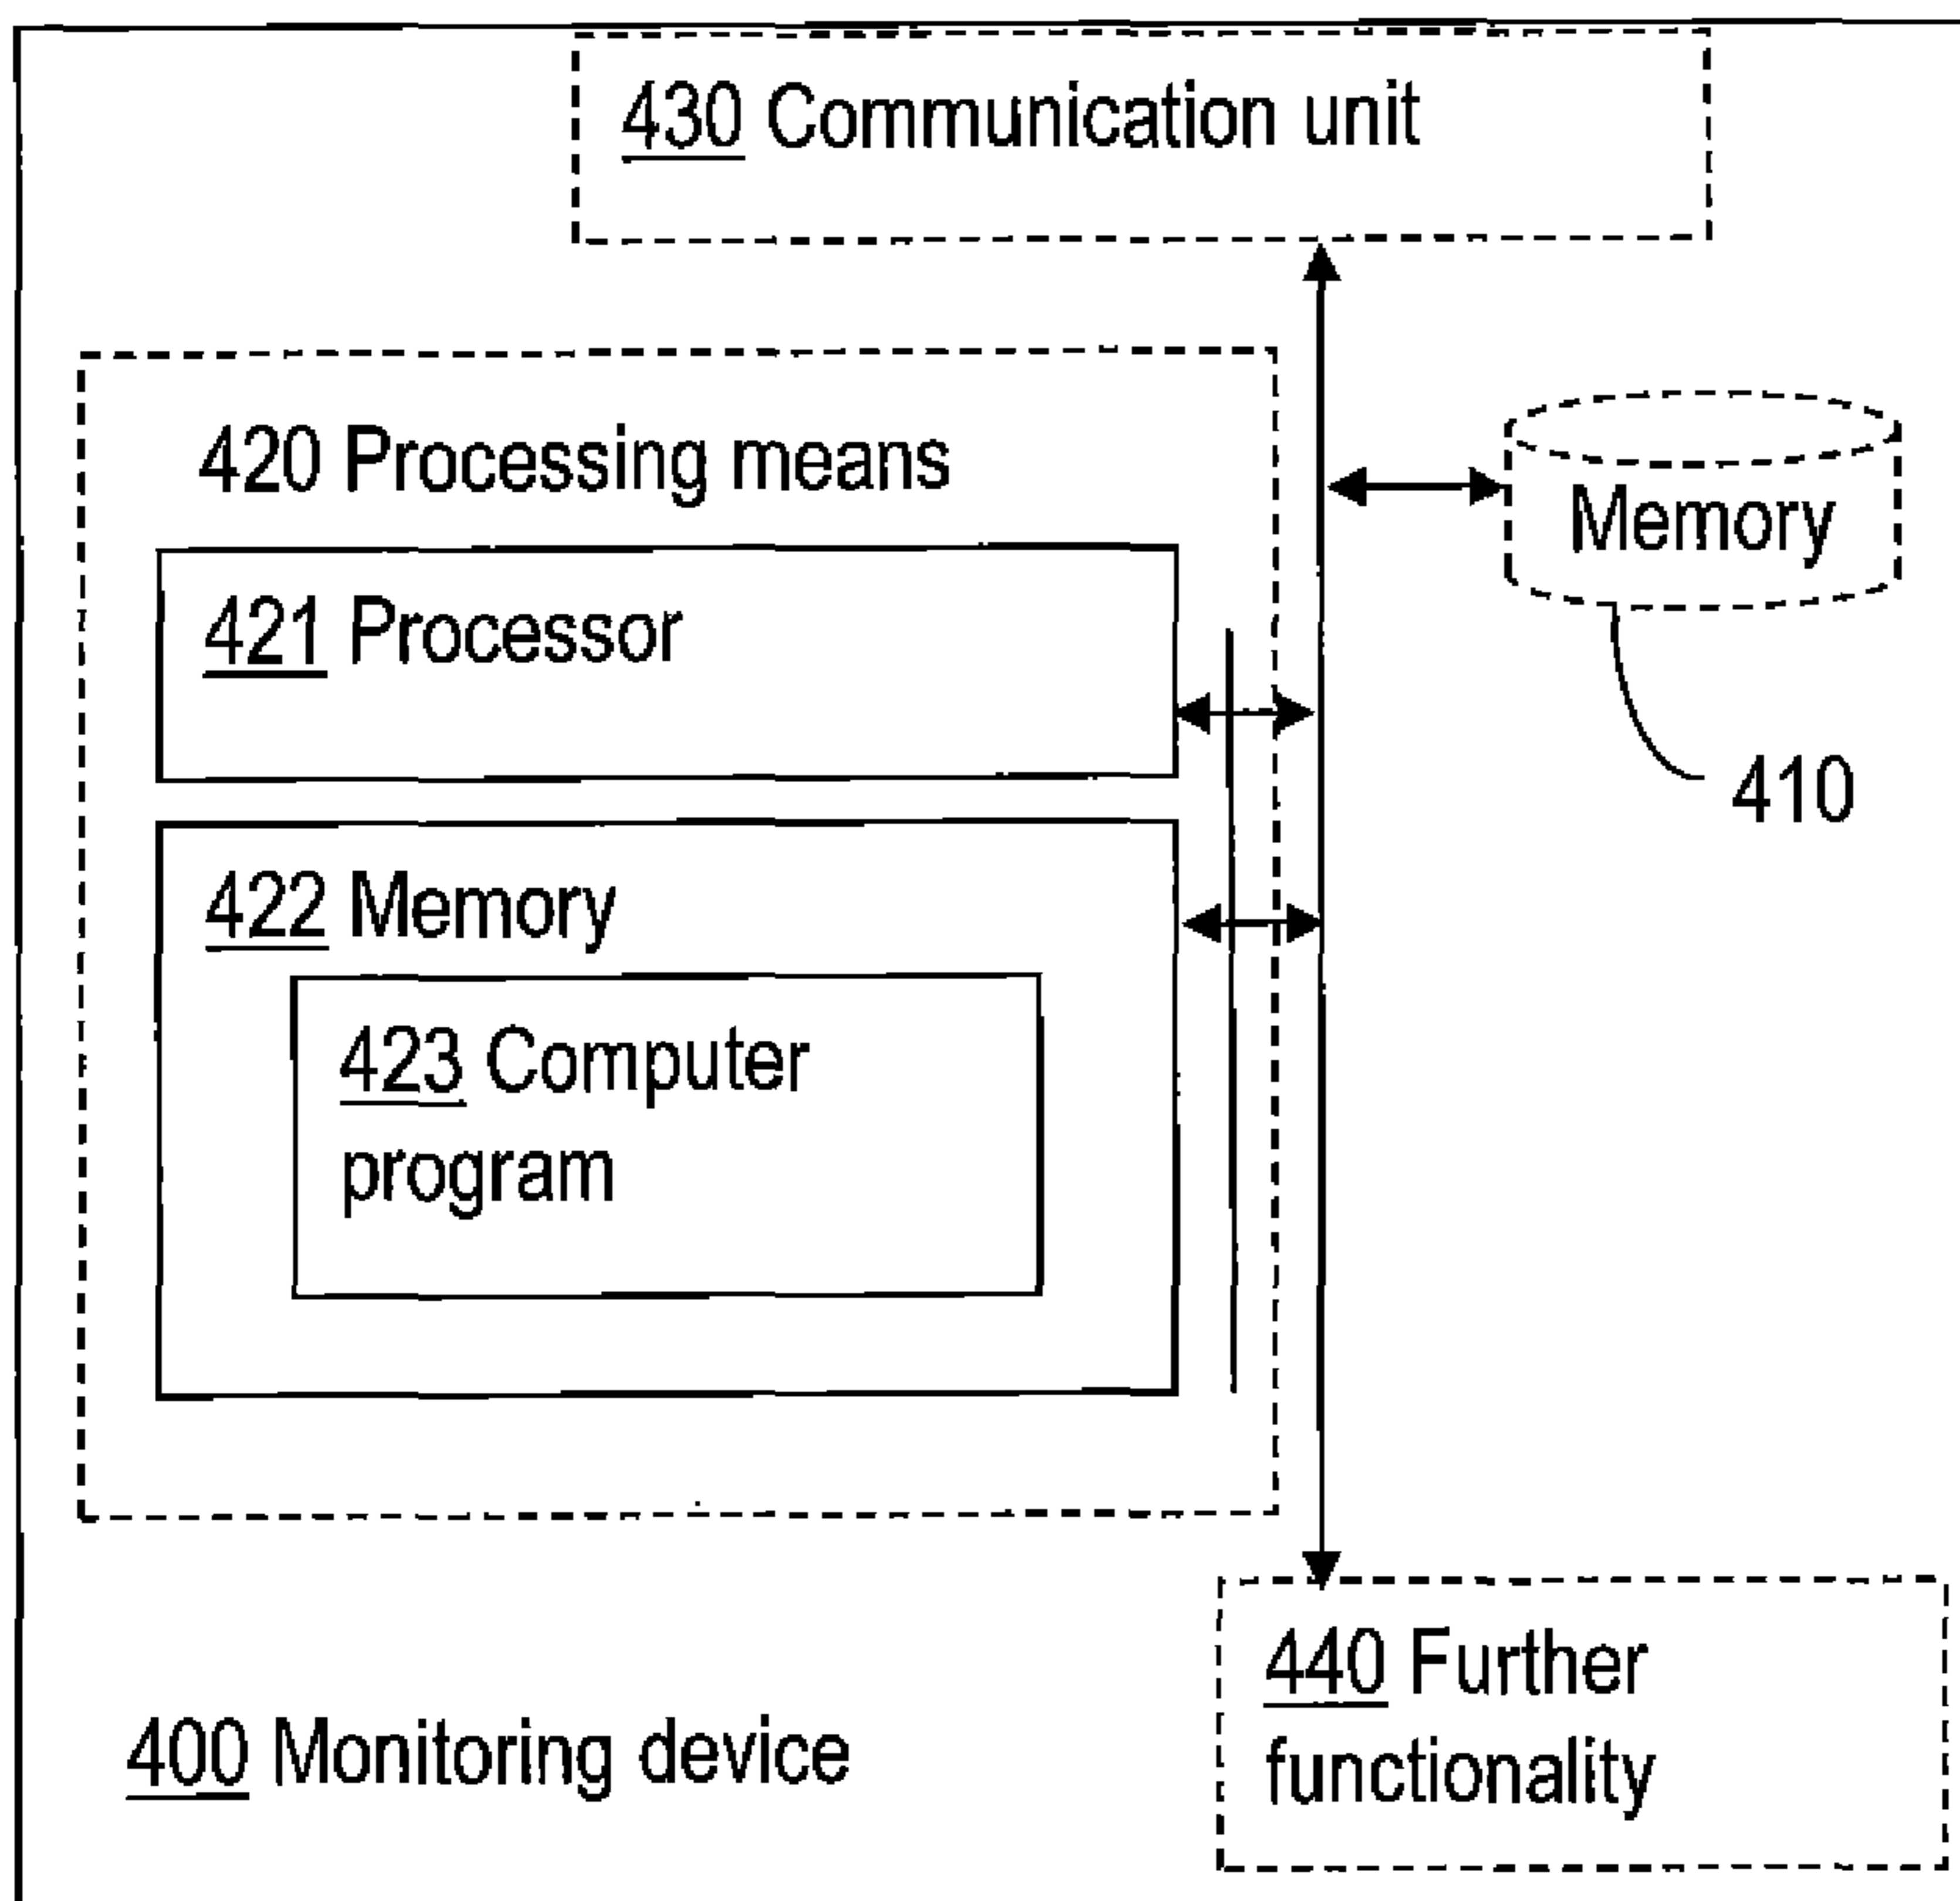 430 Communication unit
420 Processing means
Memory
421 Processor
410
422 Memory
423 Computer
program
440 Further
functionality
400 Monitoring device